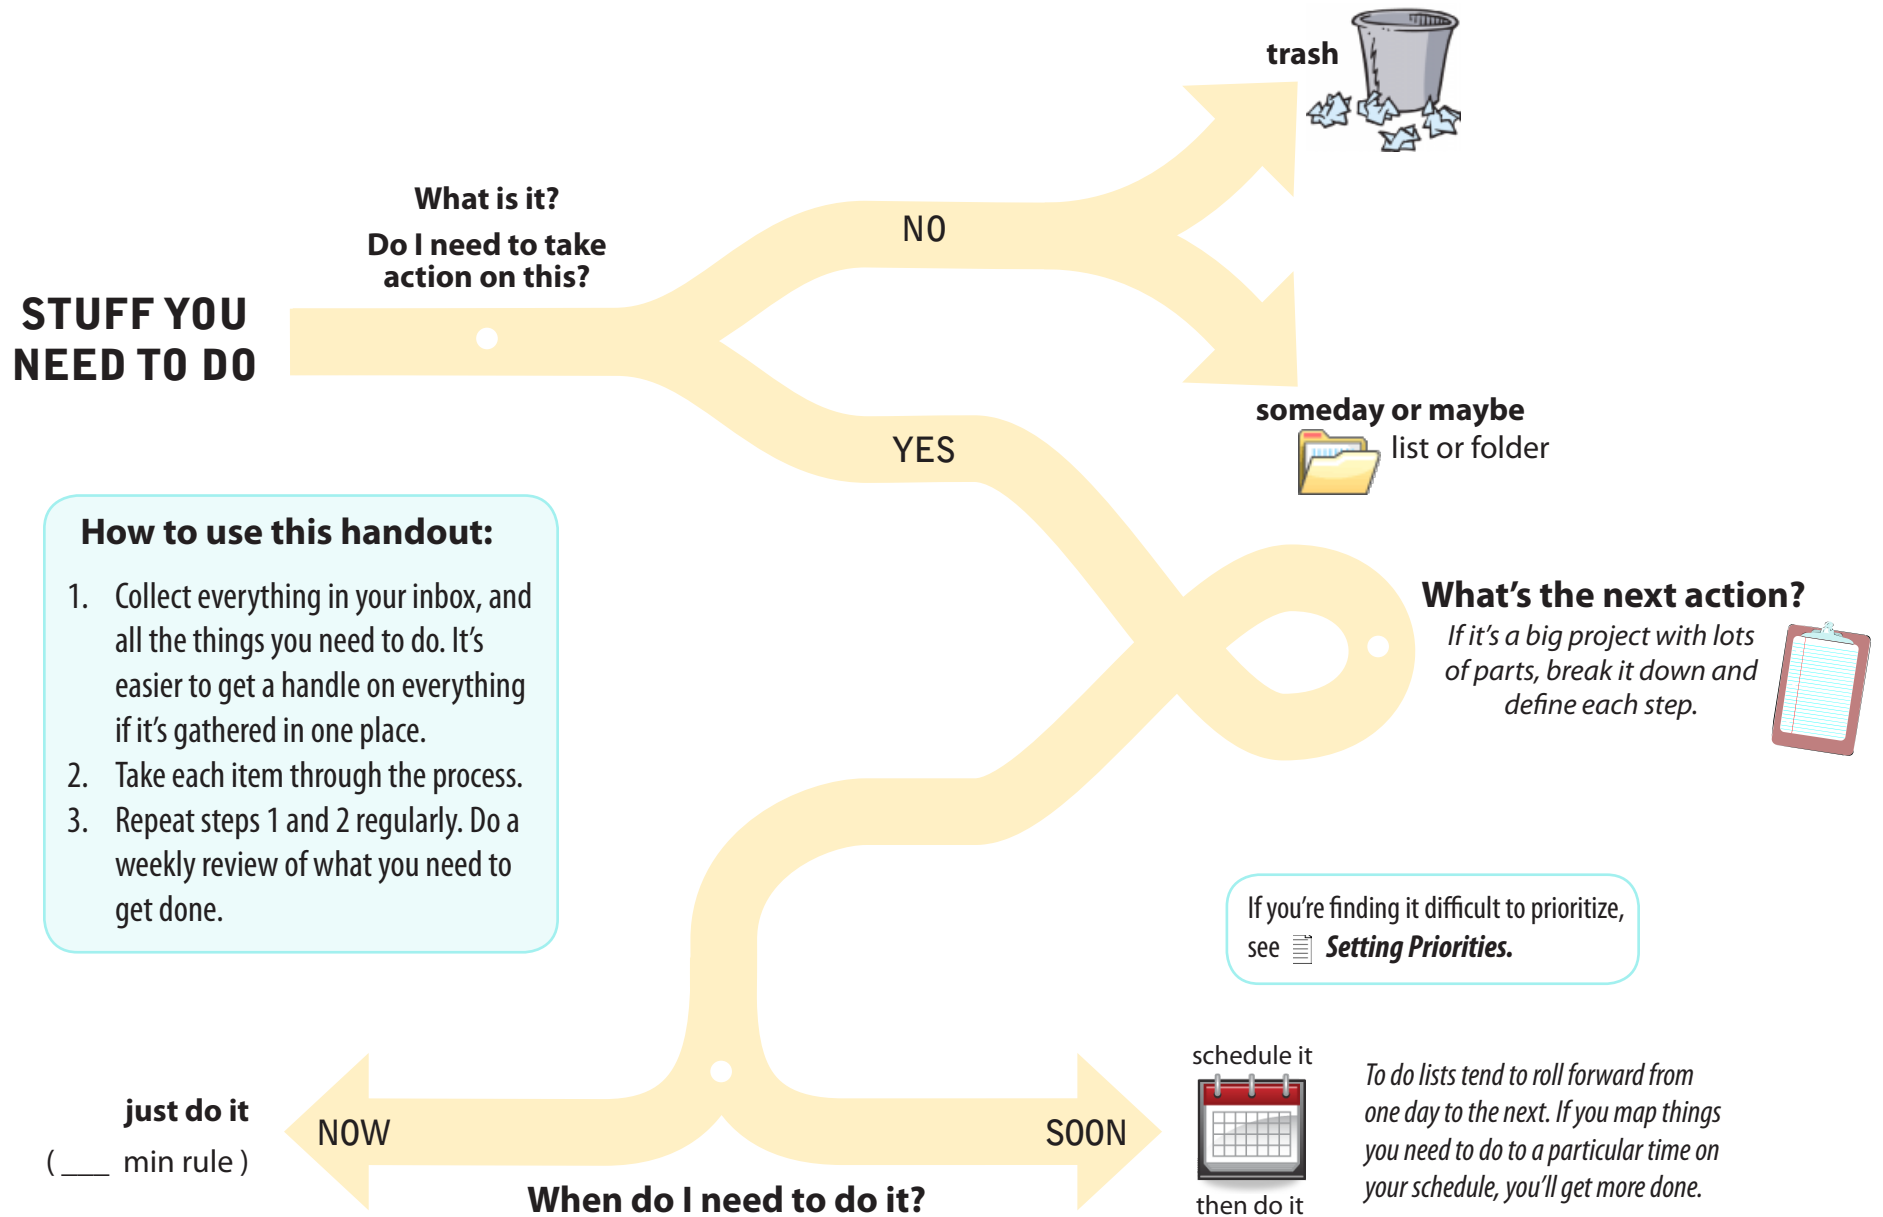 trash
What is it?
Do I need to take
action on this?
NO
STUFF YOU
NEED TO DO
someday or maybe
list or folder
YES
How to use this handout:
1. Collect everything in your inbox, and
all the things you need to do. It's
easier to get a handle on everything
if it's gathered in one place.
2. Take each item through the process.
3. Repeat steps 1 and 2 regularly. Do a
weekly review of what you need to
get done.
What's the next action?
If it's a big project with lots
of parts, break it down and
define each step.
If you're finding it difficult to prioritize,
see Setting Priorities.
just do it
( ___ min rule )
NOW
When do I need to do it?
SOON
schedule it
then do it
To do lists tend to roll forward from
one day to the next. If you map things
you need to do to a particular time on
your schedule, you'll get more done.